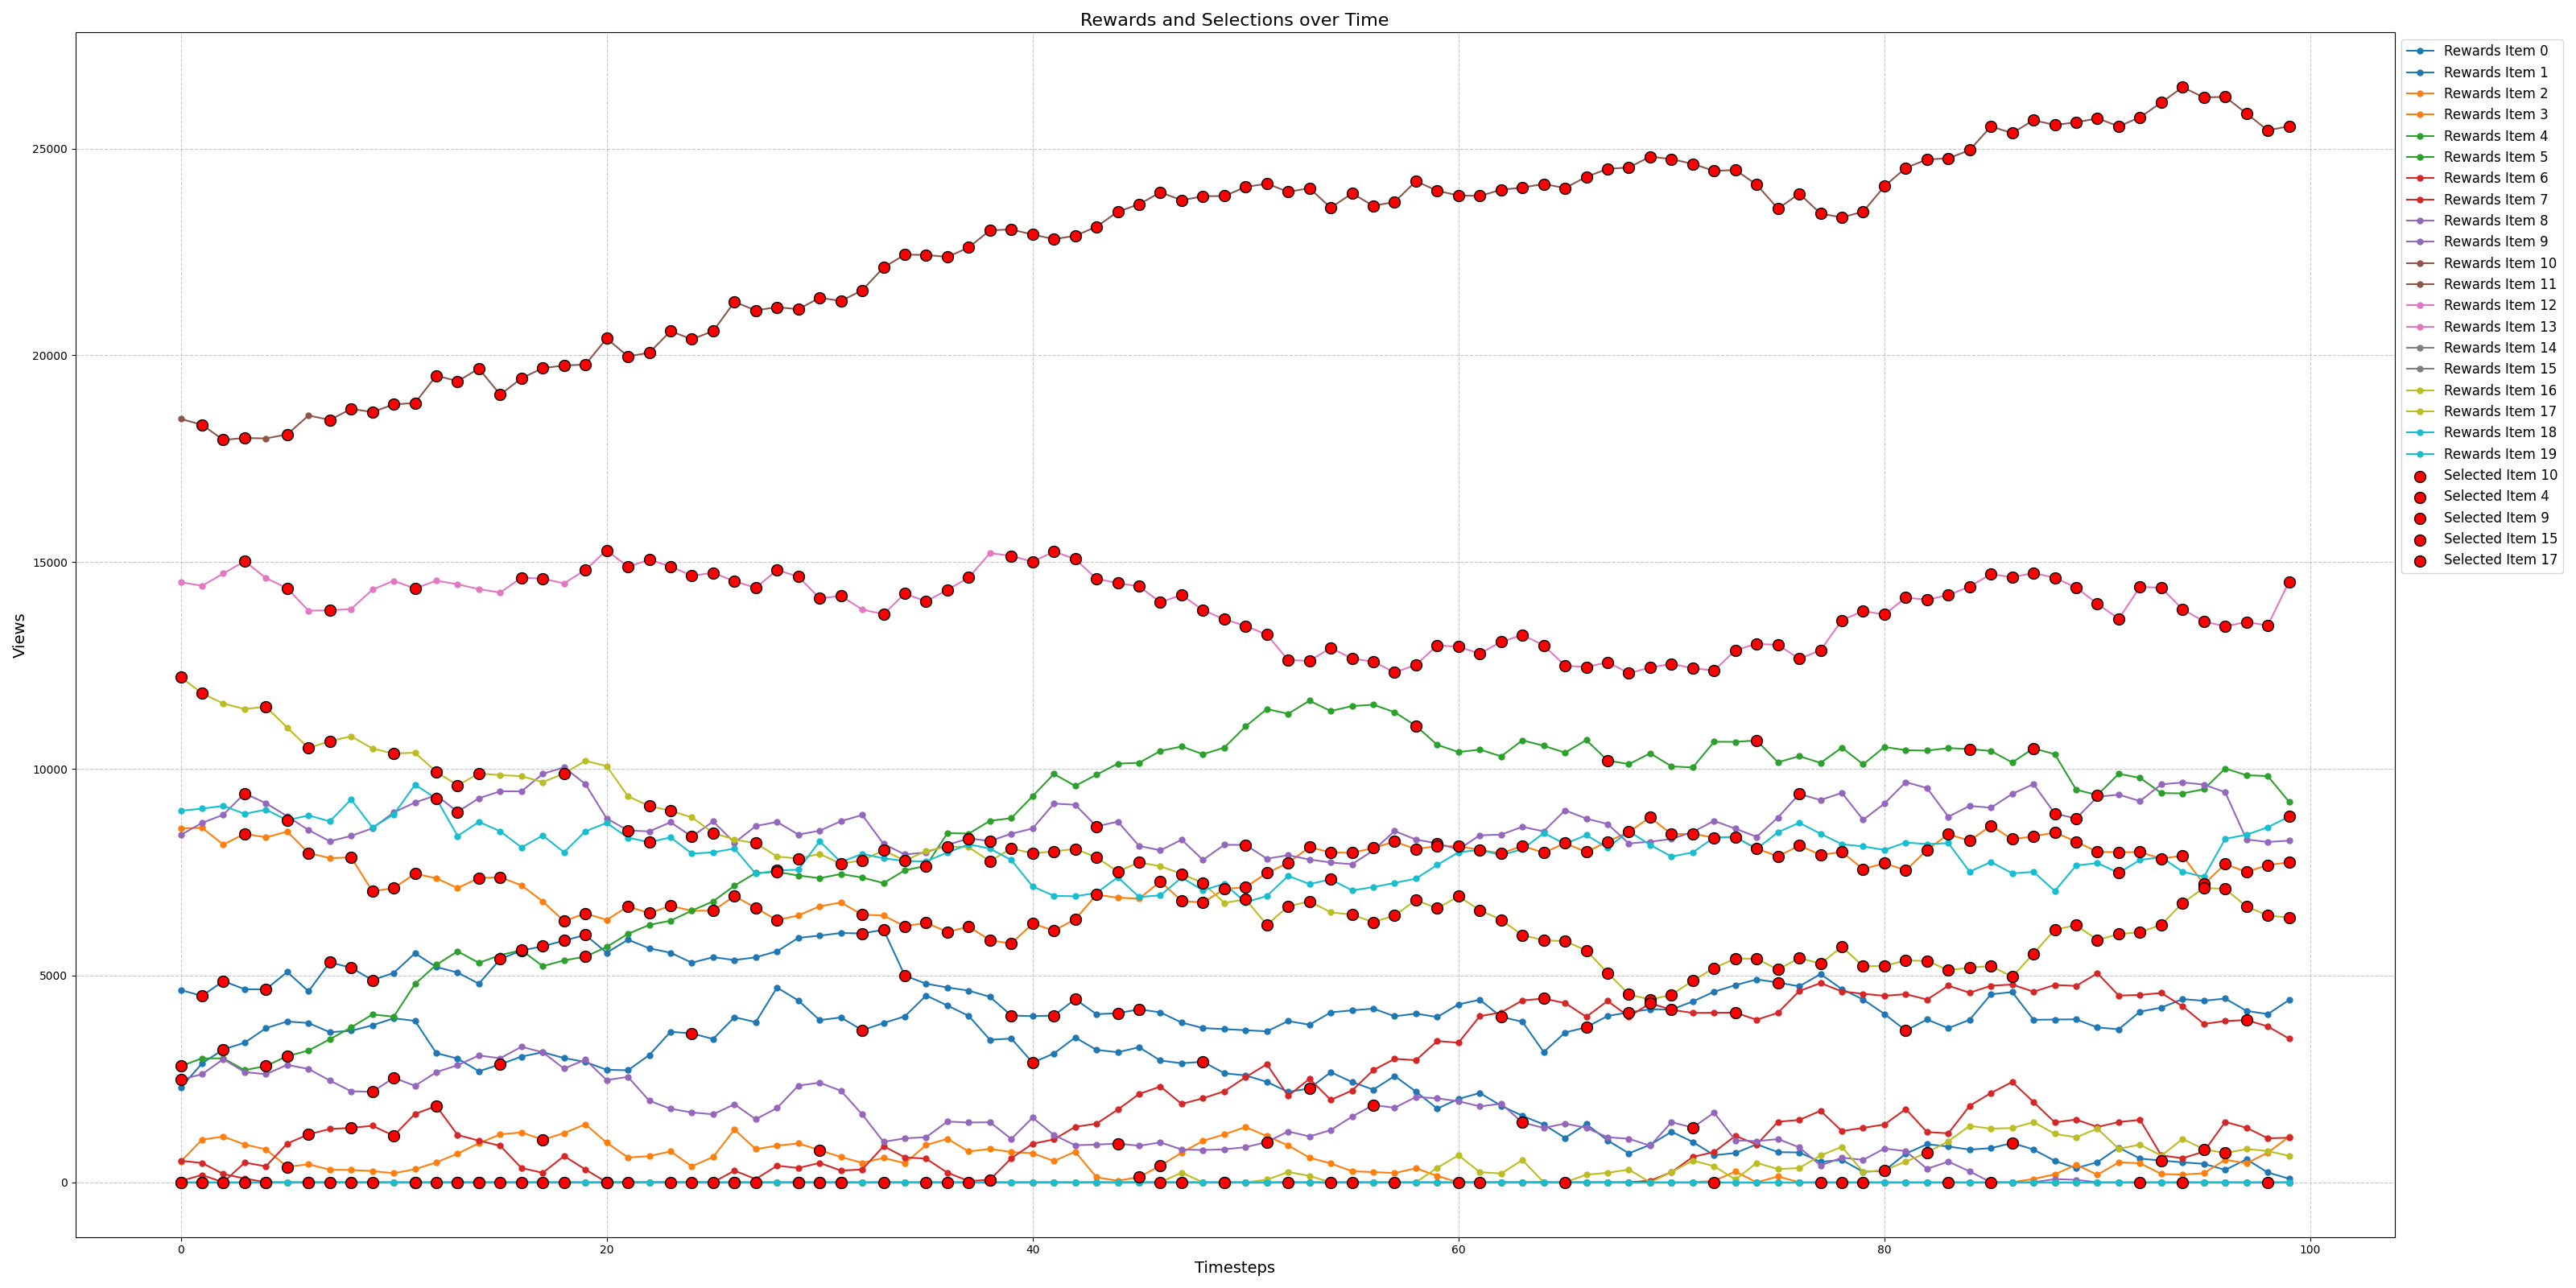 Rewards and Selections over Time
Views
25000
20000
15000
10000
5000
0
0
20
40
60
80
100
Timesteps
Rewards Item 0
Rewards Item 1
Rewards Item 2
Rewards Item 3
Rewards Item 4
Rewards Item 5
Rewards Item 6
Rewards Item 7
Rewards Item 8
Rewards Item 9
Rewards Item 10
Rewards Item 11
Rewards Item 12
Rewards Item 13
Rewards Item 14
Rewards Item 15
Rewards Item 16
Rewards Item 17
Rewards Item 18
Rewards Item 19
Selected Item 10
Selected Item 4
Selected Item 9
Selected Item 15
Selected Item 17